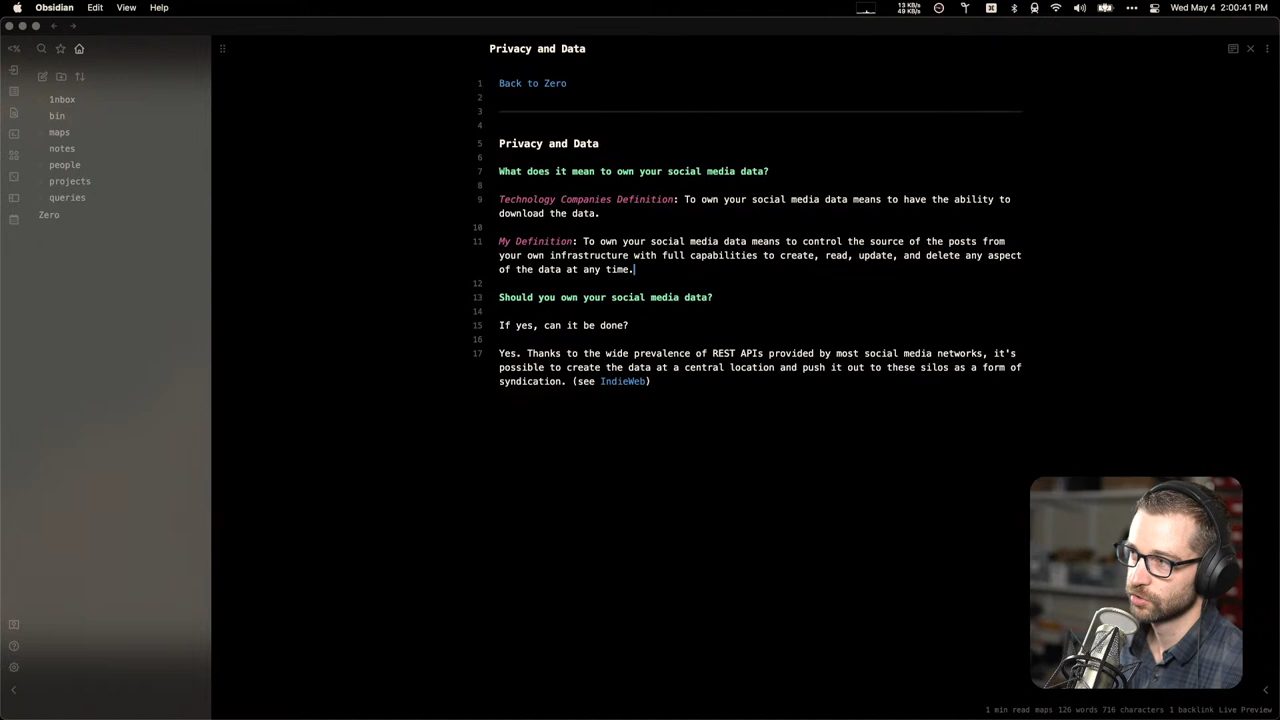 Obsidian Edit View Help
13 KB/s
49 KB/s
Wed May 4 2:00:41 PM
Privacy and Data
1nbox
bin
maps
notes
people
projects
queries
Zero
1 Back to Zero
2
3
4
5 Privacy and Data
6
7 What does it mean to own your social media data?
8
9 Technology Companies Definition: To own your social media data means to have the ability to
download the data.
10
11 My Definition: To own your social media data means to control the source of the posts from
your own infrastructure with full capabilities to create, read, update, and delete any aspect
of the data at any time.
12
13 Should you own your social media data?
14
15 If yes, can it be done?
16
17 Yes. Thanks to the wide prevalence of REST APIs provided by most social media networks, it's
possible to create the data at a central location and push it out to these silos as a form of
syndication. (see IndieWeb)
1 min read maps 126 words 716 characters 1 backlink Live Preview